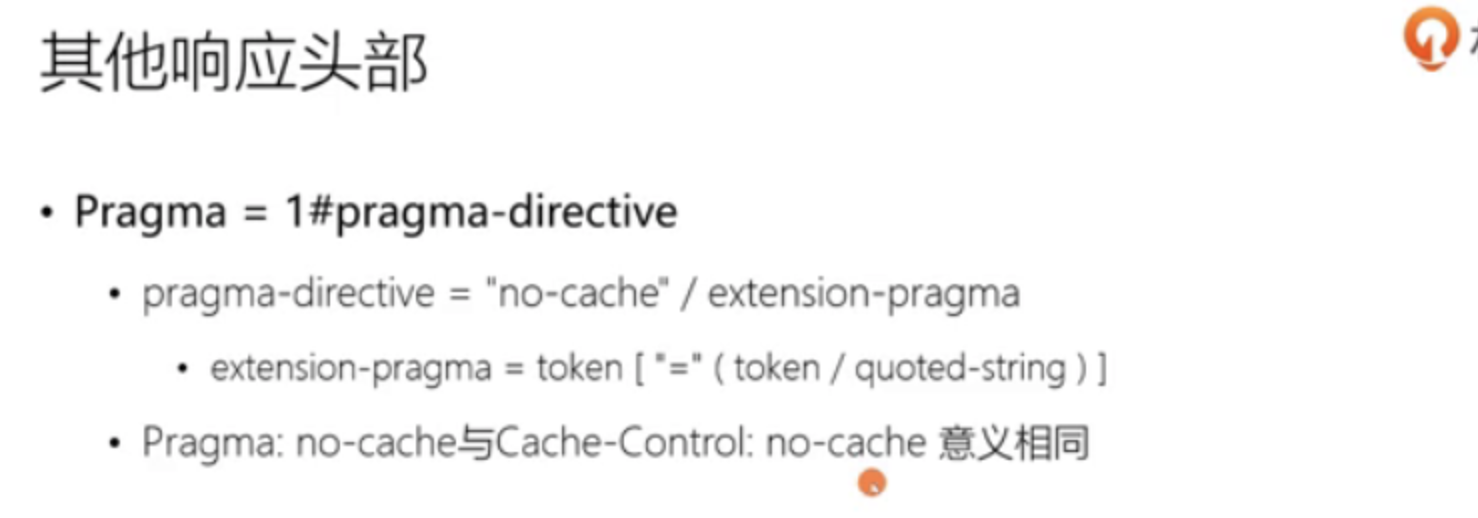 其他响应头部
• Pragma = 1#pragma-directive
• pragma-directive = "no-cache" / extension-pragma
• extension-pragma = token [ "=" ( token / quoted-string ) ]
• Pragma: no-cache与Cache-Control: no-cache 意义相同